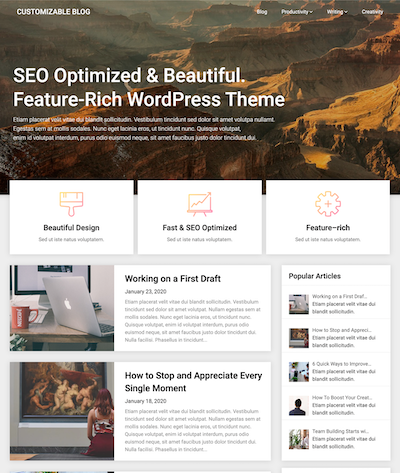 CUSTOMIZABLE BLOG
Blog Productivity Writing Creativity
SEO Optimized & Beautiful.
Feature-Rich WordPress Theme
Etiam placerat velit vitae dui blandit sollicitudin. Vestibulum tincidunt sed dolor sit amet volutpa nullamt.
Egestas sem at mollis sodales. Nunc eget lacinia eros, ut tincidunt nunc. Quisque volutpat,
enim id volutpat interdum, purus odio euismod neque, sit amet faucibus justo dolor tincidunt dui.
Beautiful Design
Sed ut iste natus voluptatem.
Fast & SEO Optimized
Sed ut iste natus voluptatem.
Feature–rich
Sed ut iste natus voluptatem.
Working on a First Draft
January 23, 2020
Etiam placerat velit vitae dui blandit sollicitudin. Vestibulum
tincidunt sed dolor sit amet volutpat. Nullam egestas sem at
mollis sodales. Nunc eget lacinia eros, ut tincidunt nunc.
Quisque volutpat, enim id volutpat interdum, purus odio
euismod neque, sit amet faucibus justo dolor tincidunt dui.
Nulla facilisi. Phasellus in tincidunt...
How to Stop and Appreciate Every
Single Moment
January 18, 2020
Etiam placerat velit vitae dui blandit sollicitudin. Vestibulum
tincidunt sed dolor sit amet volutpat. Nullam egestas sem at
mollis sodales. Nunc eget lacinia eros, ut tincidunt nunc.
Quisque volutpat, enim id volutpat interdum, purus odio
euismod neque, sit amet faucibus justo dolor tincidunt dui.
Nulla facilisi. Phasellus in tincidunt...
Popular Articles
Working on a First Draf...
Etiam placerat velit vitae dui
blandit sollicitudin.
How to Stop and Appreci...
Etiam placerat velit vitae dui
blandit sollicitudin.
6 Quick Ways to Improve...
Etiam placerat velit vitae dui
blandit sollicitudin.
How To Boost Your Creat...
Etiam placerat velit vitae dui
blandit sollicitudin.
Team Building Starts wi...
Etiam placerat velit vitae dui
blandit sollicitudin.